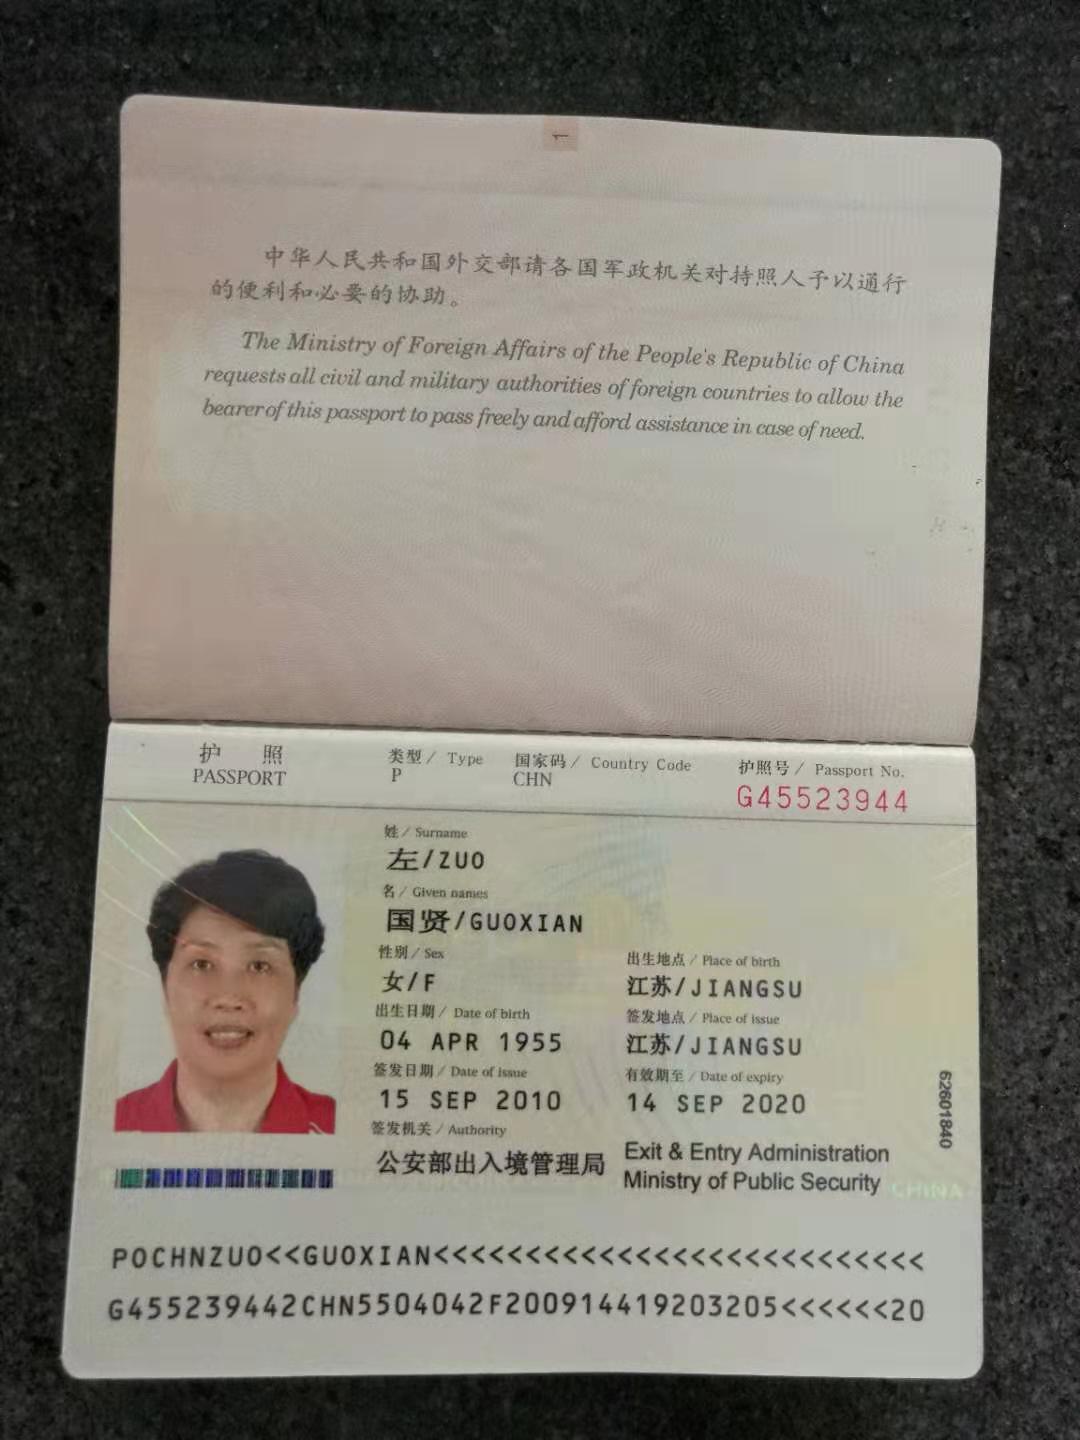 1
中华人民共和国外交部请各国军政机关对持照人予以通行
的便利和必要的协助。
The Ministry of Foreign Affairs of the People's Republic of China
requests all civil and military authorities of foreign countries to allow the
bearer of this passport to pass freely and afford assistance in case of need.
护 照
PASSPORT
类型 / Type
P
国家码 / Country Code
CHN
护照号 / Passport No.
G45523944
姓 / Surname
左/ZUO
名 / Given names
国贤/GUOXIAN
性别 / Sex
女/F
出生地点 / Place of birth
江苏/JIANGSU
出生日期 / Date of birth
04 APR 1955
签发地点 / Place of issue
江苏/JIANGSU
签发日期 / Date of issue
15 SEP 2010
有效期至 / Date of expiry
14 SEP 2020
签发机关 / Authority
公安部出入境管理局
Exit & Entry Administration
Ministry of Public Security
62601840
CHINA
POCHNZUO<<GUOXIAN<<<<<<<<<<<<<<<<<<<<<<<<<<<
G455239442CHN5504042F200914419203205<<<<<<20